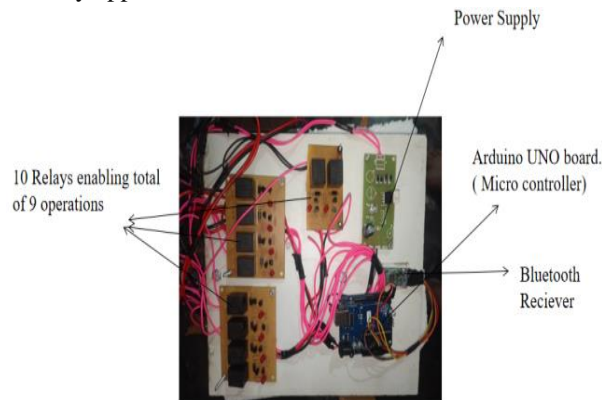 Power Supply
10 Relays enabling total
of 9 operations
Arduino UNO board.
( Micro controller)
Bluetooth
Reciever